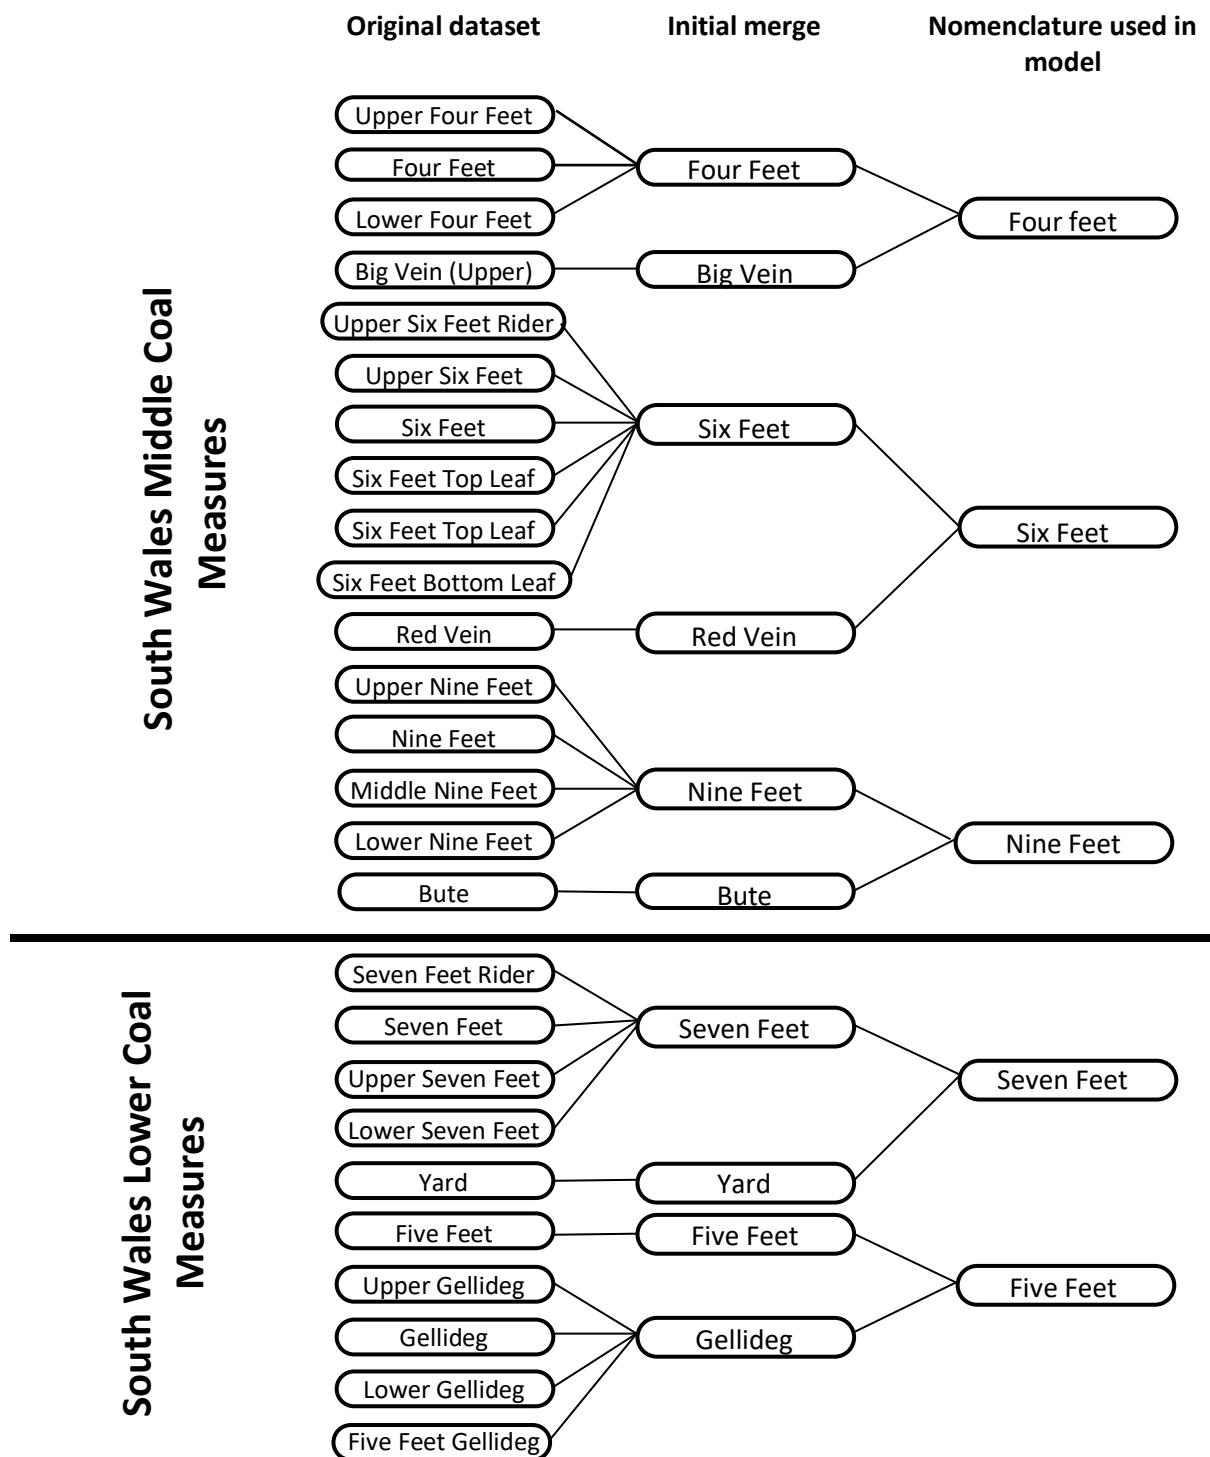 Original dataset
Initial merge
Nomenclature used in
model
South Wales Middle Coal
Measures
Upper Four Feet
Four Feet
Lower Four Feet
Big Vein (Upper)
Upper Six Feet Rider
Upper Six Feet
Six Feet
Six Feet Top Leaf
Six Feet Top Leaf
Six Feet Bottom Leaf
Red Vein
Upper Nine Feet
Nine Feet
Middle Nine Feet
Lower Nine Feet
Bute
Four Feet
Big Vein
Six Feet
Red Vein
Nine Feet
Bute
Four feet
Six Feet
Nine Feet
South Wales Lower Coal
Measures
Seven Feet Rider
Seven Feet
Upper Seven Feet
Lower Seven Feet
Yard
Five Feet
Upper Gellideg
Gellideg
Lower Gellideg
Five Feet Gellideg
Seven Feet
Yard
Five Feet
Gellideg
Seven Feet
Five Feet